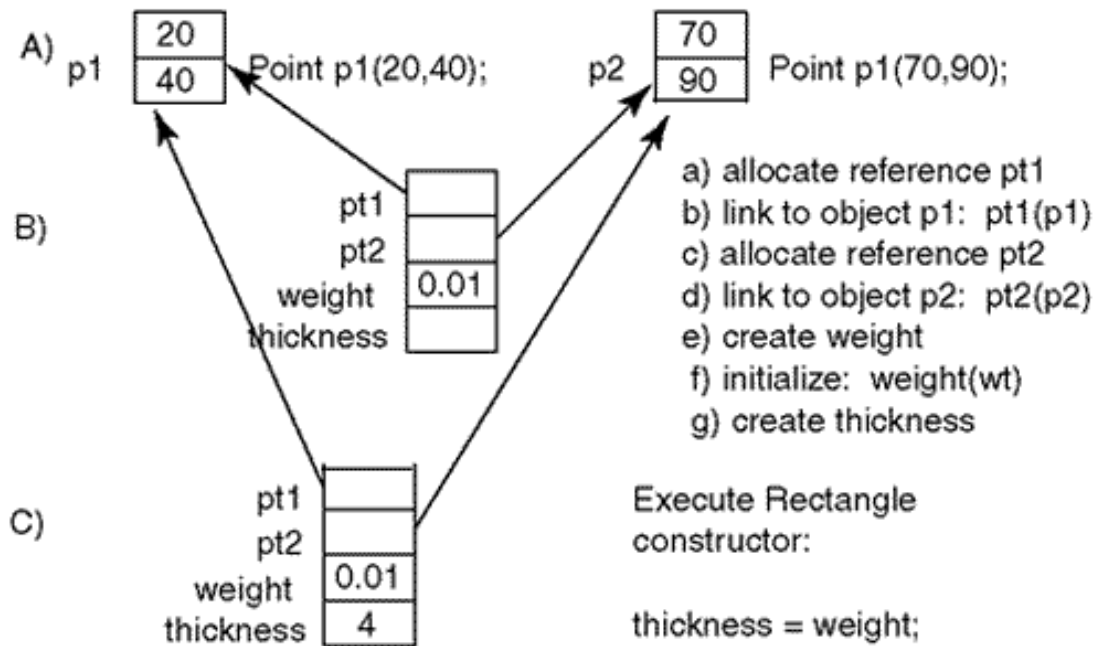 A)
p1
20
40
Point p1(20,40);
p2
70
90
Point p1(70,90);
B)
pt1
pt2
weight
0.01
thickness
a) allocate reference pt1
b) link to object p1: pt1(p1)
c) allocate reference pt2
d) link to object p2: pt2(p2)
e) create weight
f) initialize: weight(wt)
g) create thickness
C)
pt1
pt2
weight
0.01
thickness
4
Execute Rectangle
constructor:
thickness = weight;